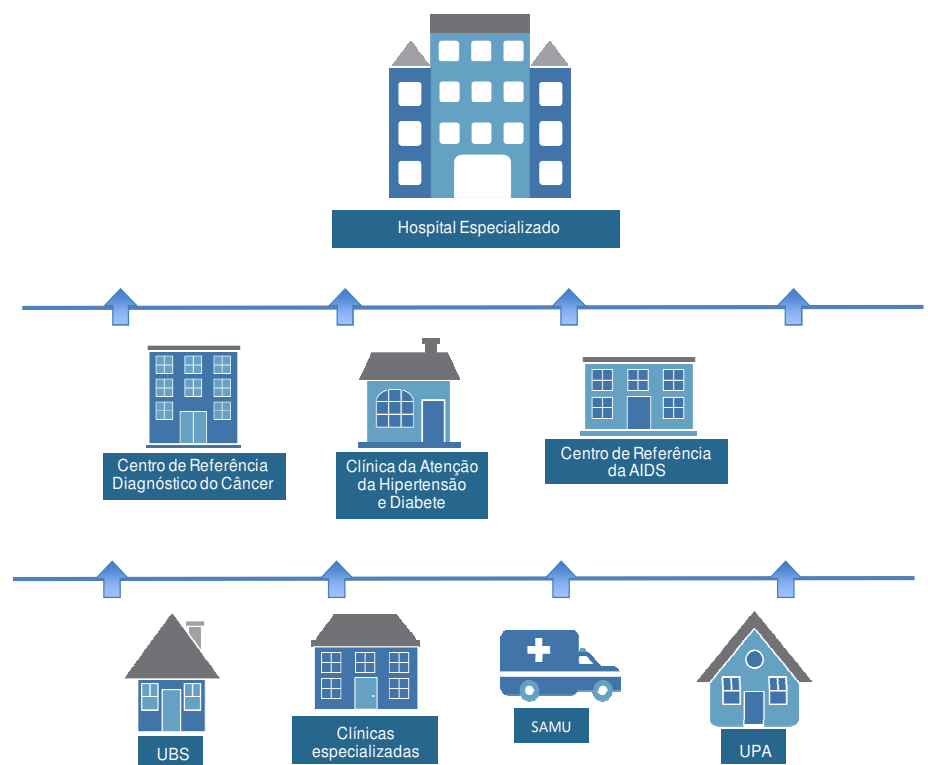 Hospital Especializado
Centro de Referência
Diagnóstico do Câncer
Clínica da Atenção
da Hipertensão
e Diabete
Centro de Referência
da AIDS
UBS
Clínicas
especializadas
SAMU
UPA